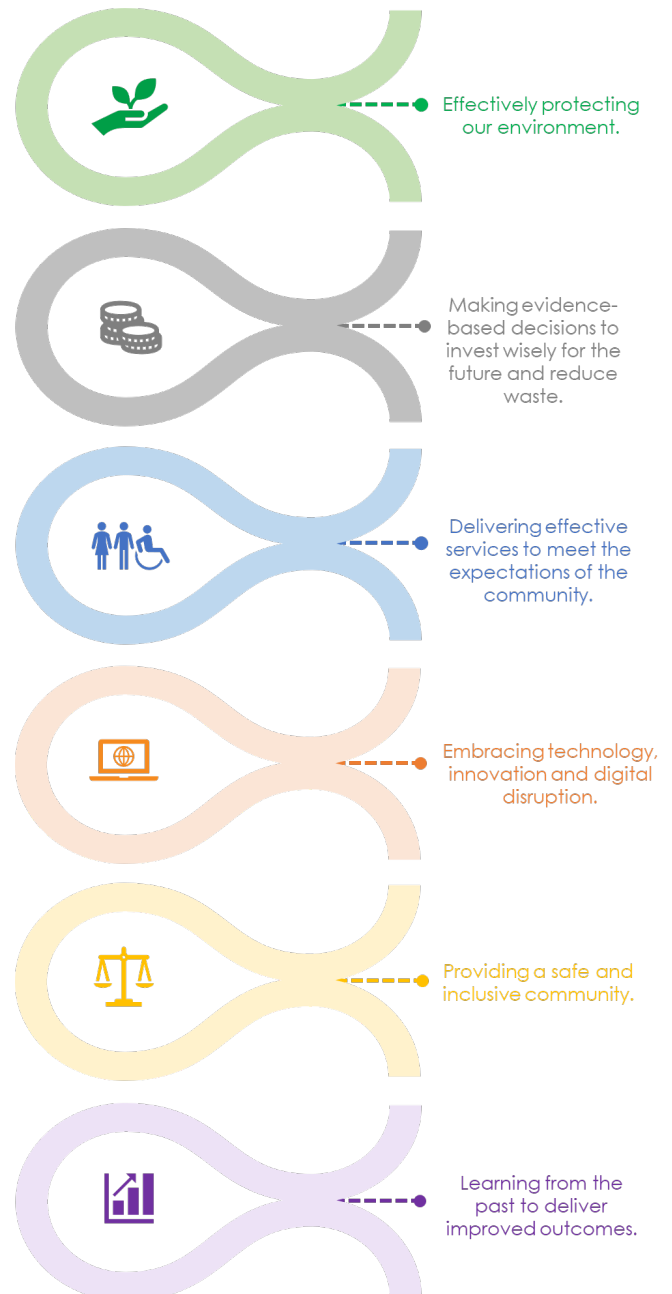 Effectively protecting
our environment.
Making evidence-
based decisions to
invest wisely for the
future and reduce
waste.
Delivering effective
services to meet the
expectations of the
community.
Embracing technology,
innovation and digital
disruption.
Providing a safe and
inclusive community.
Learning from the
past to deliver
improved outcomes.